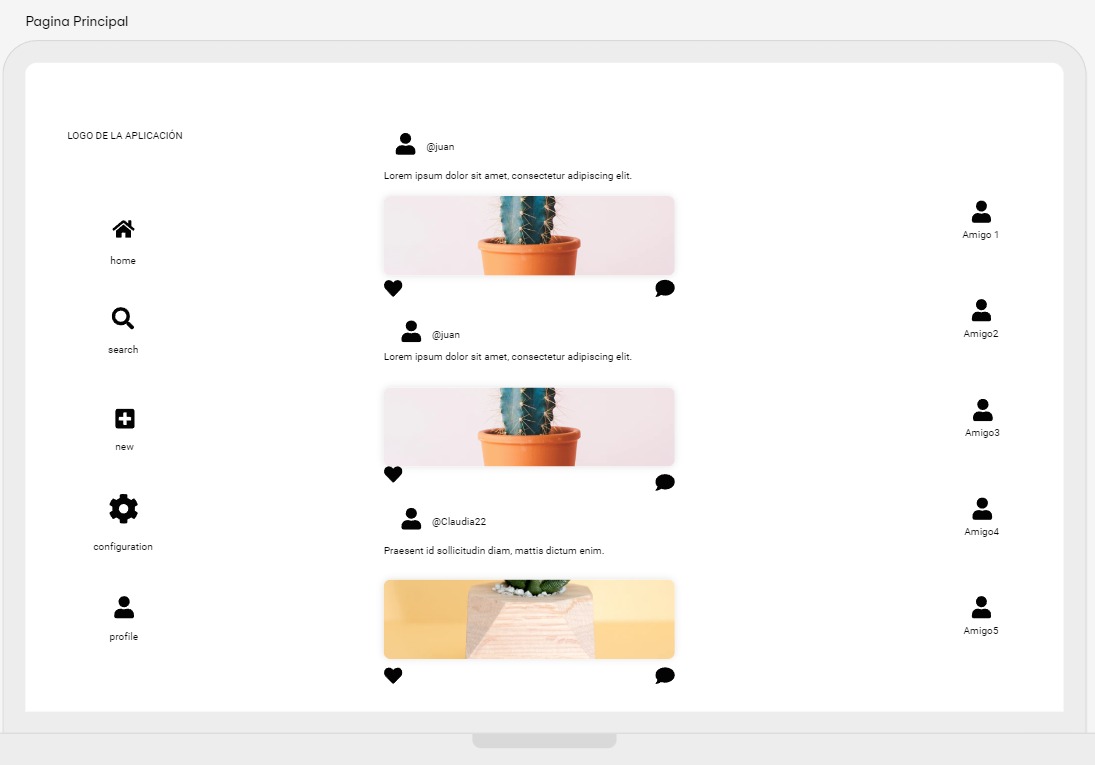 Pagina Principal
LOGO DE LA APLICACIÓN
home
search
new
configuration
profile
@juan
Lorem ipsum dolor sit amet, consectetur adipiscing elit.
@juan
Lorem ipsum dolor sit amet, consectetur adipiscing elit.
@Claudia22
Praesent id sollicitudin diam, mattis dictum enim.
Amigo 1
Amigo2
Amigo3
Amigo4
Amigo5